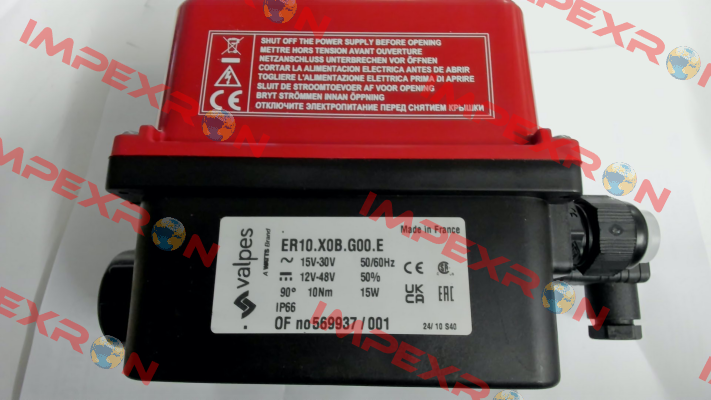 SHUT OFF THE POWER SUPPLY BEFORE OPENING
METTRE HORS TENSION AVANT OUVERTURE
NETZANSCHLUSS UNTERBRECHEN VOR ÖFFNEN
CORTAR LA ALIMENTACION ELECTRICA ANTES DE ABRIR
TOGLIERE L'ALIMENTAZIONE ELETTRICA PRIMA DI APRIRE
SLUIT DE STROOMTOEVOER AF VOOR OPENING
BRYT STRÖMMEN INNAN ÖPPNING
ОТКЛЮЧИТЕ ЭЛЕКТРОПИТАНИЕ ПЕРЕД СНЯТИЕМ КРЫШКИ
CE
valpes
A WATTS Brand
ER10.X0B.G00.E
Made in France
15V-30V 50/60Hz
12V-48V 50%
90° 10Nm 15W
IP66
OF no 569937 / 001
CE
UK CA
EAC
24/ 10 S40
IMPEXRON
IMPEXRON
IMPEXRON
IMPEXRON
IMPEXRON